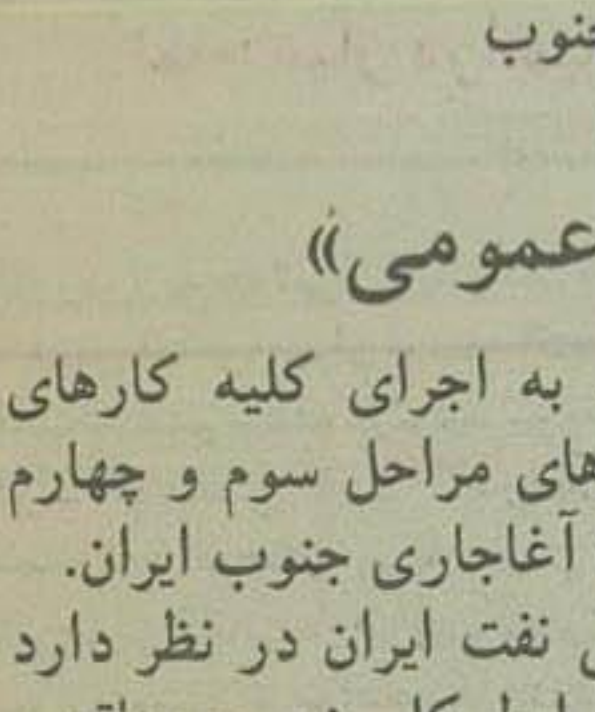 جنوب
عمومی»
به اجرای کلیه کارهای
های مراحل سوم و چهارم
آغاجاری جنوب ایران.
نفت ایران در نظر دارد